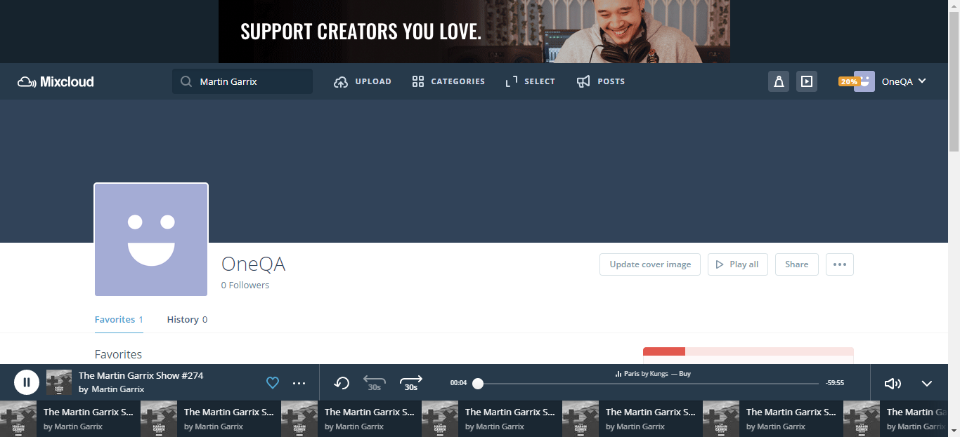 SUPPORT CREATORS YOU LOVE.
Mixcloud
Martin Garrix
UPLOAD
CATEGORIES
SELECT
POSTS
20%
OneQA
OneQA
0 Followers
Update cover image
Play all
Share
Favorites 1
History 0
Favorites
The Martin Garrix Show #274
by Martin Garrix
30s
30s
00:04
Paris by Kungs — Buy
-59:55
The Martin Garrix S...
by Martin Garrix
The Martin Garrix S...
by Martin Garrix
The Martin Garrix S...
by Martin Garrix
The Martin Garrix S...
by Martin Garrix
The Martin Garrix S...
by Martin Garrix
The Martin Garrix S...
by Martin Garrix
The Martin G
by Martin Garrix